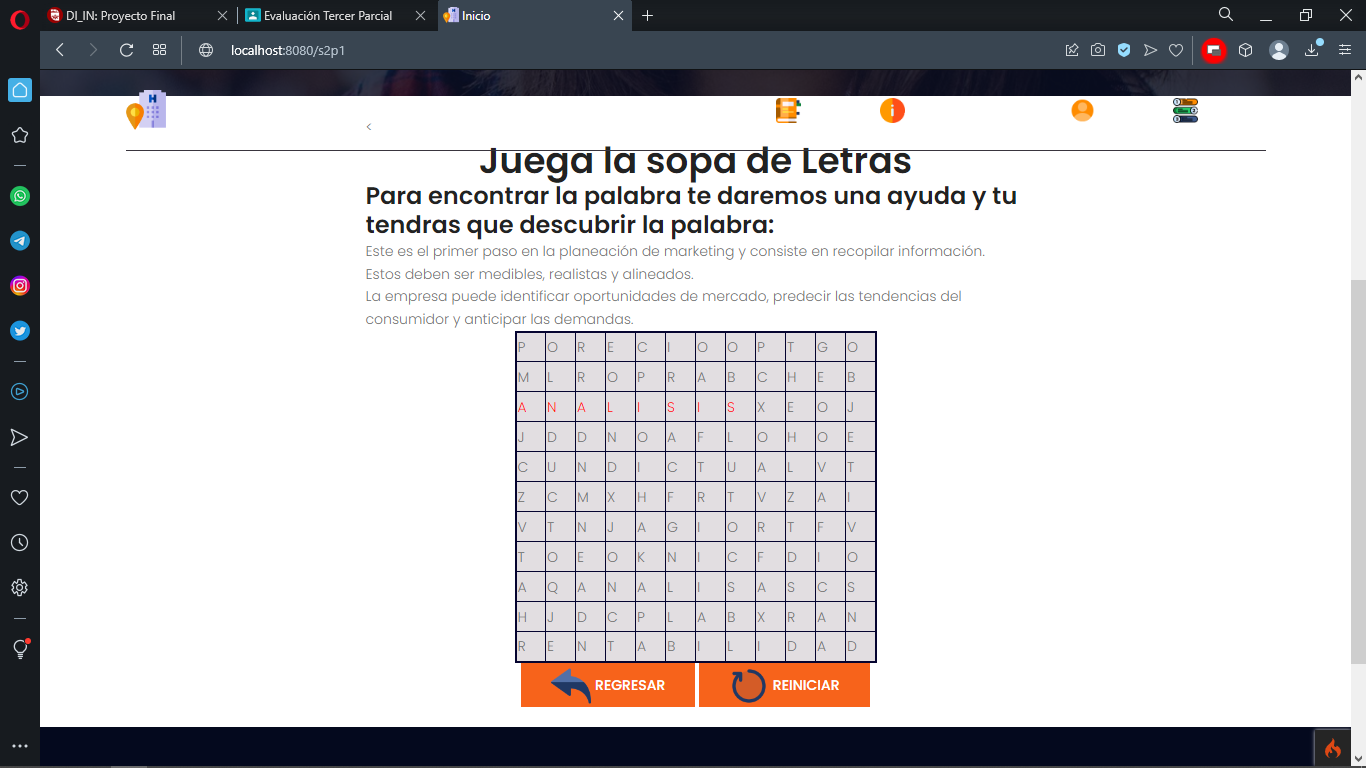 DI_IN: Proyecto Final
Evaluación Tercer Parcial
Inicio
localhost:8080/s2p1
H
<
Juega la sopa de Letras
Para encontrar la palabra te daremos una ayuda y tu
tendras que descubrir la palabra:
Este es el primer paso en la planeación de marketing y consiste en recopilar información.
Estos deben ser medibles, realistas y alineados.
La empresa puede identificar oportunidades de mercado, predecir las tendencias del
consumidor y anticipar las demandas.
P O R E C I O O P T G O
M L R O P R A B C H E B
A N A L I S I S X E O J
J D D N O A F L O H O E
C U N D I C T U A L V T
Z C M X H F R T V Z A I
V T N J A G I O R T F V
T O E O K N I C F D I O
A Q A N A L I S A S C S
H J D C P L A B X R A N
R E N T A B I L I D A D
REGRESAR
REINICIAR